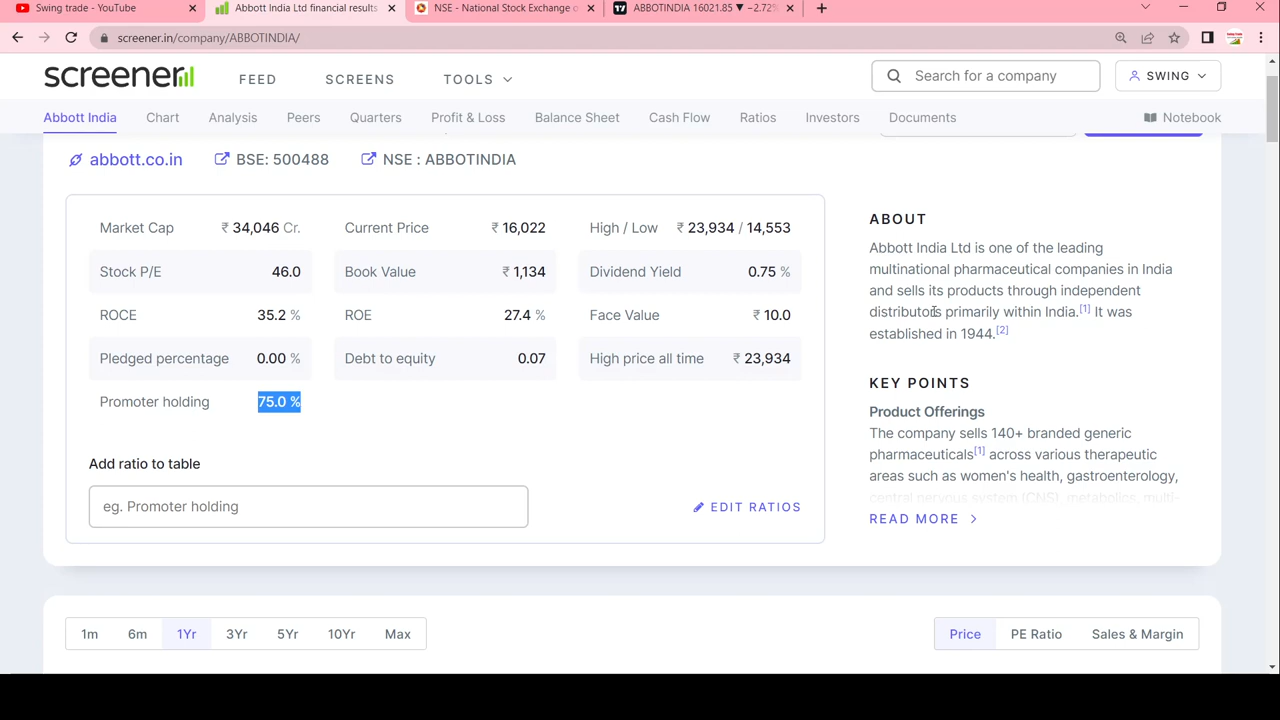 Swing trade - YouTube
Abbott India Ltd financial results
NSE - National Stock Exchange o
ABBOTINDIA 16021.85 ▼ −2.72%
screener.in/company/ABBOTINDIA/
screener
FEED
SCREENS
TOOLS
Search for a company
SWING
Abbott India
Chart
Analysis
Peers
Quarters
Profit & Loss
Balance Sheet
Cash Flow
Ratios
Investors
Documents
Notebook
abbott.co.in
BSE: 500488
NSE : ABBOTINDIA
Market Cap ₹ 34,046 Cr.
Current Price ₹ 16,022
High / Low ₹ 23,934 / 14,553
Stock P/E 46.0
Book Value ₹ 1,134
Dividend Yield 0.75 %
ROCE 35.2 %
ROE 27.4 %
Face Value ₹ 10.0
Pledged percentage 0.00 %
Debt to equity 0.07
High price all time ₹ 23,934
Promoter holding 75.0 %
Add ratio to table
eg. Promoter holding
EDIT RATIOS
ABOUT
Abbott India Ltd is one of the leading
multinational pharmaceutical companies in India
and sells its products through independent
distributors primarily within India.[1] It was
established in 1944.[2]
KEY POINTS
Product Offerings
The company sells 140+ branded generic
pharmaceuticals[1] across various therapeutic
areas such as women's health, gastroenterology,
central nervous system (CNS), metabolics, multi-
READ MORE
1m
6m
1Yr
3Yr
5Yr
10Yr
Max
Price
PE Ratio
Sales & Margin